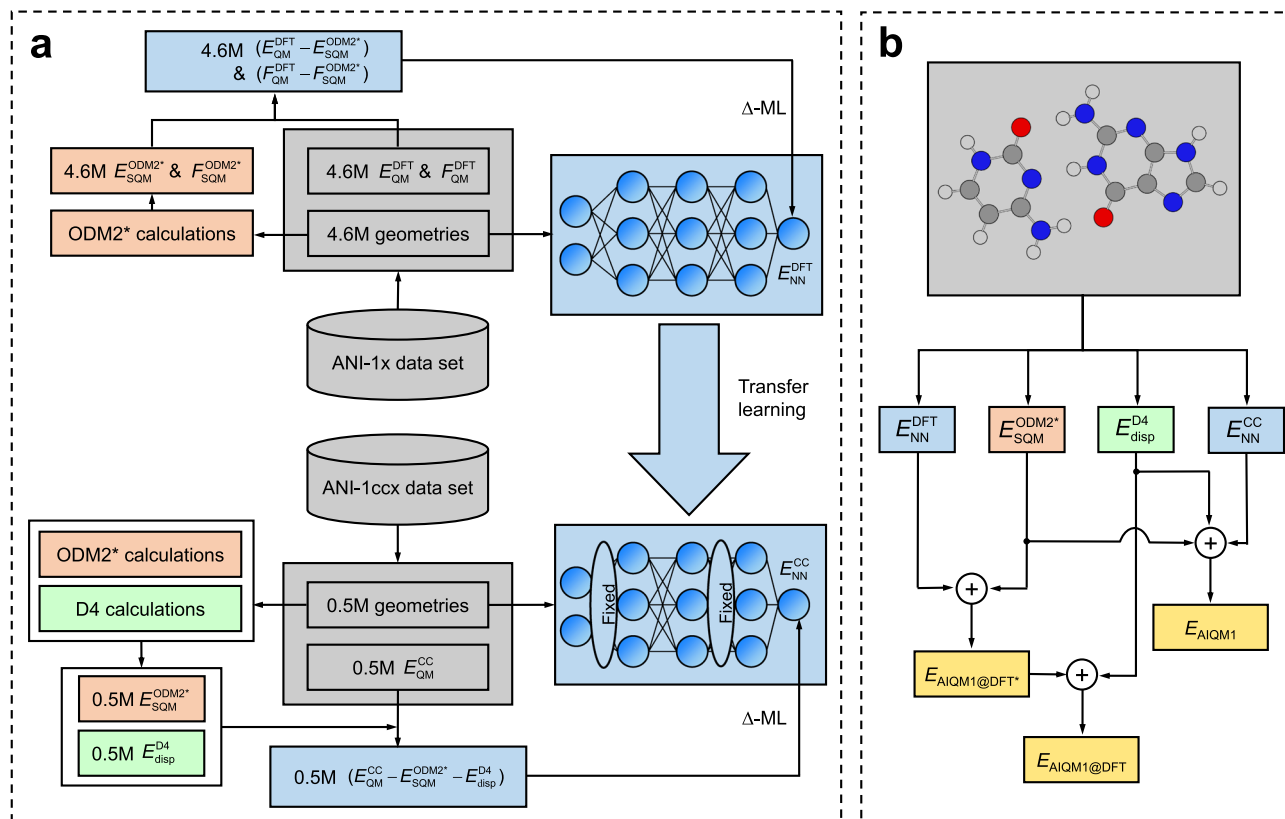 a
4.6M (E_QM^DFT − E_SQM^ODM2*)
& (F_QM^DFT − F_SQM^ODM2*)
Δ-ML
4.6M E_SQM^ODM2* & F_SQM^ODM2*
4.6M E_QM^DFT & F_QM^DFT
ODM2* calculations
4.6M geometries
E_NN^DFT
ANI-1x data set
Transfer
learning
ANI-1ccx data set
ODM2* calculations
D4 calculations
0.5M geometries
0.5M E_QM^CC
Fixed
Fixed
E_NN^CC
0.5M E_SQM^ODM2*
0.5M E_disp^D4
Δ-ML
0.5M (E_QM^CC − E_SQM^ODM2* − E_disp^D4)
b
E_NN^DFT
E_SQM^ODM2*
E_disp^D4
E_NN^CC
+
+
E_AIQM1
E_AIQM1@DFT*
+
E_AIQM1@DFT